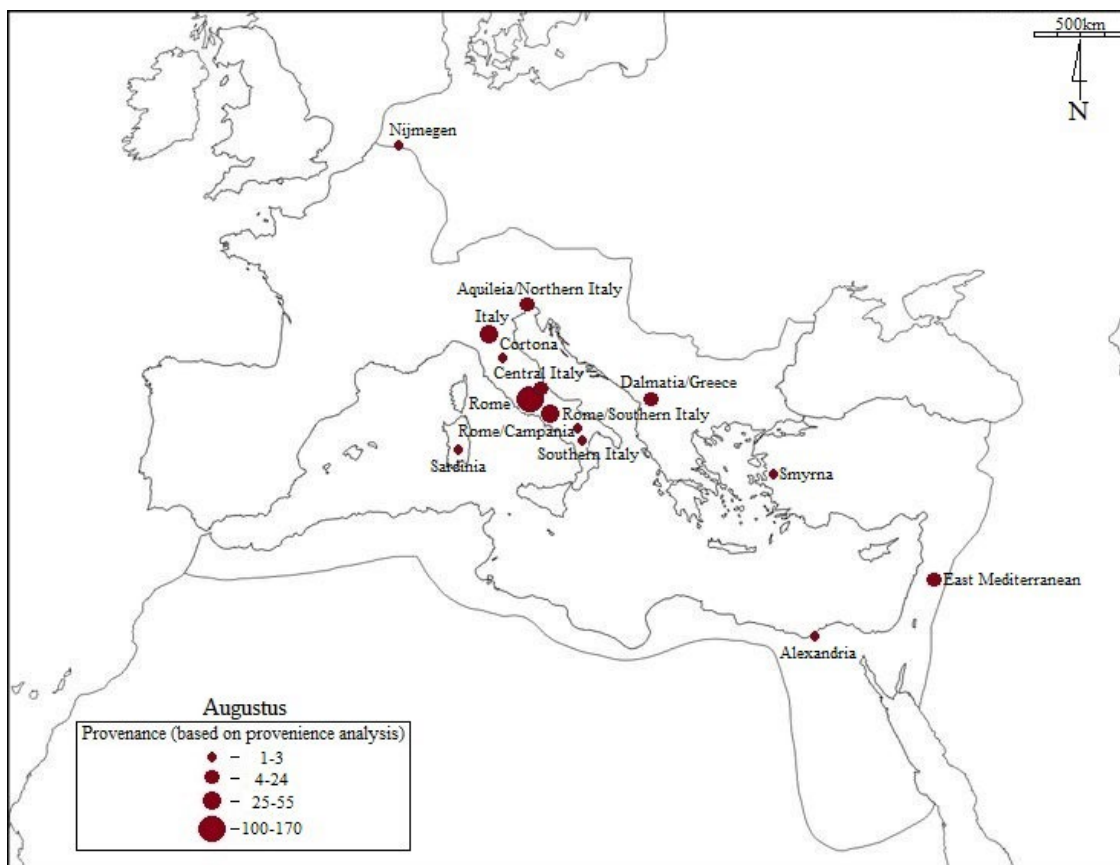 500km
N
Nijmegen
Aquileia/Northern Italy
Italy
Cortona
Central Italy
Dalmatia/Greece
Rome
Rome/Southern Italy
Rome/Campania
Southern Italy
Sardinia
Smyrna
East Mediterranean
Alexandria
Augustus
Provenance (based on provenience analysis)
– 1-3
– 4-24
– 25-55
–100-170